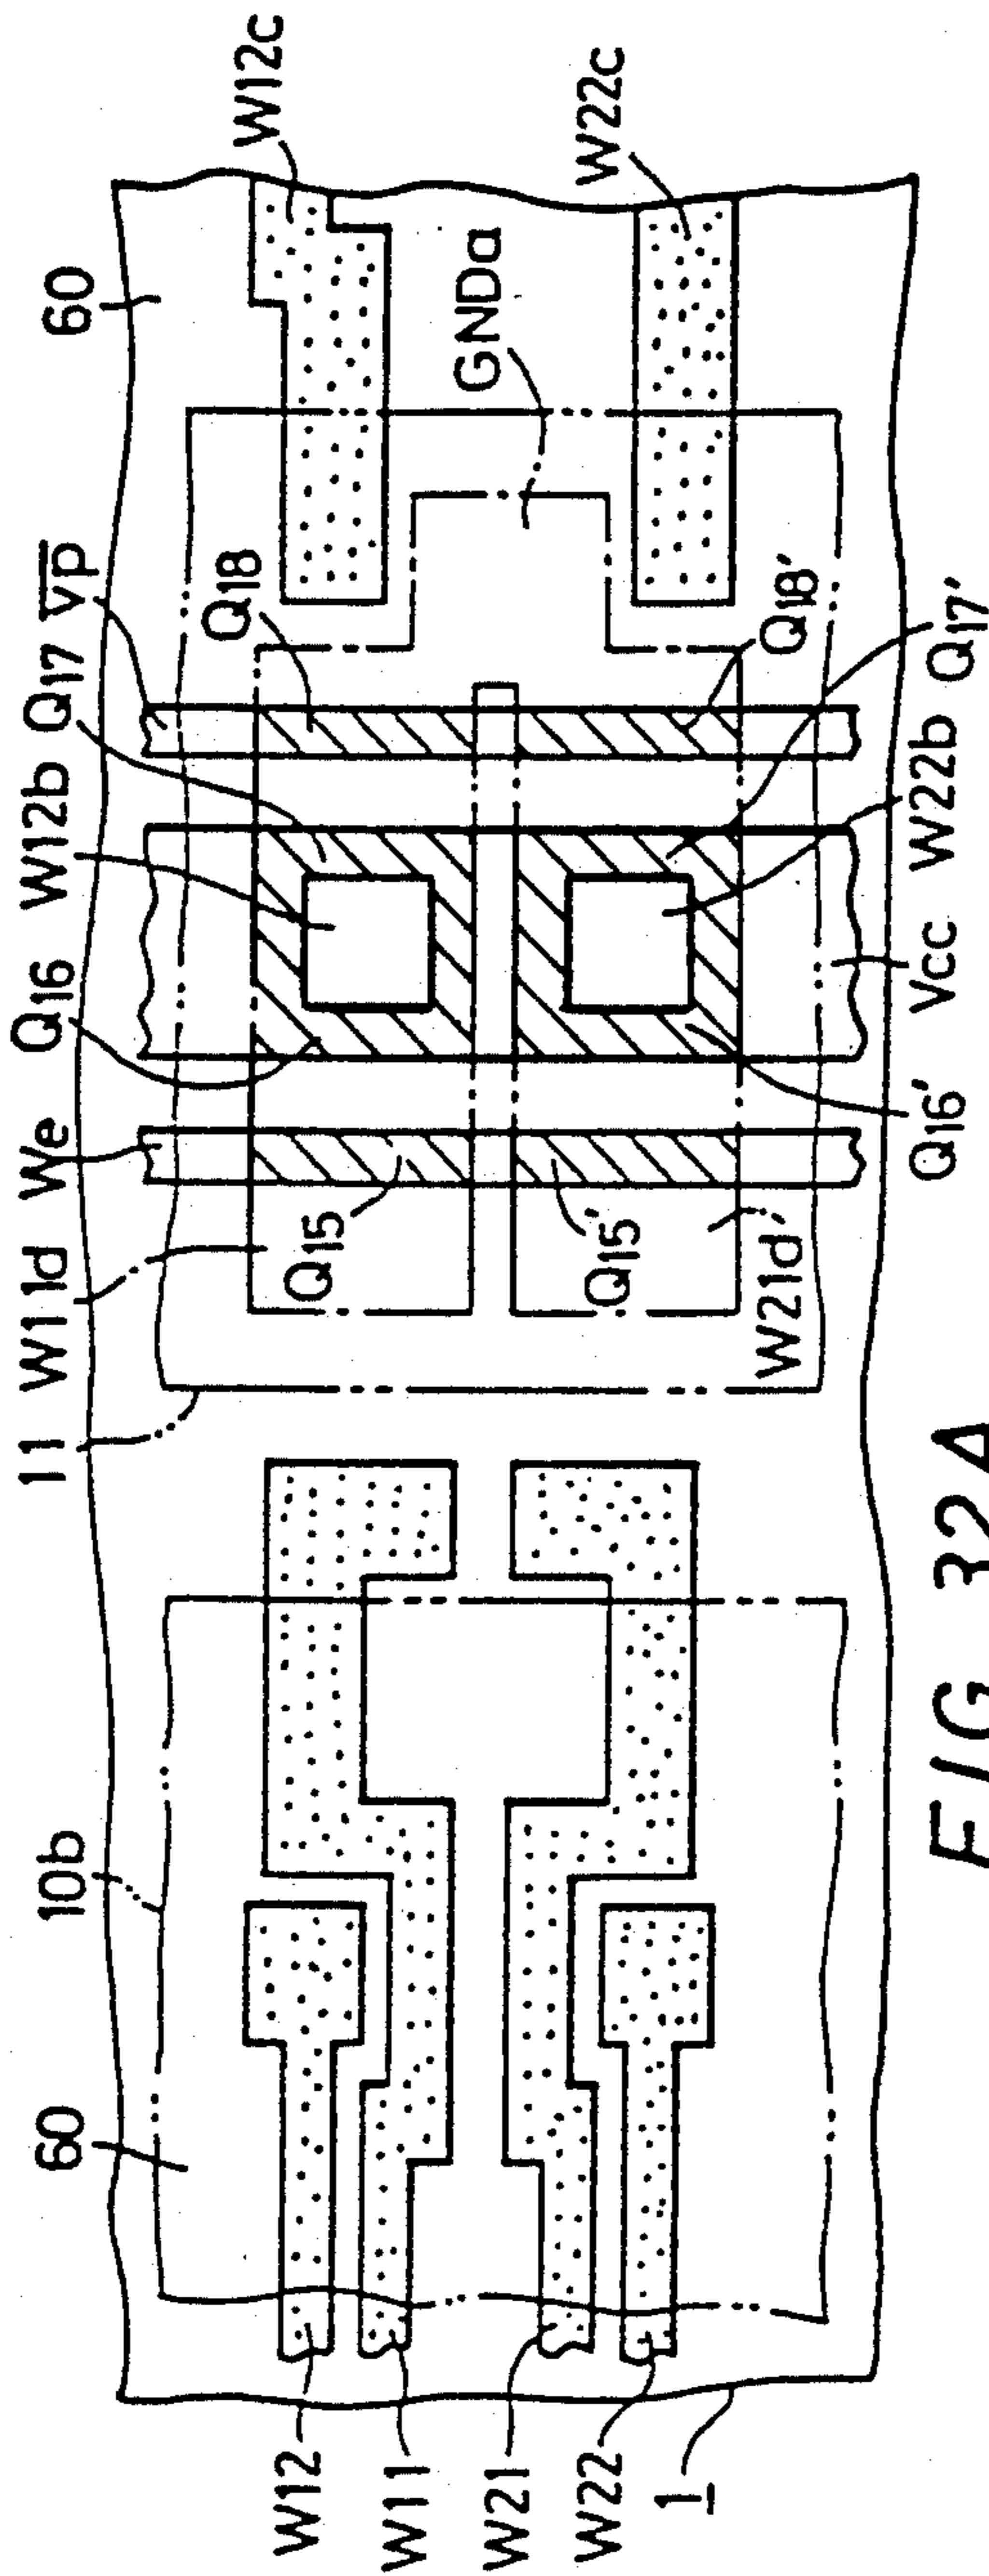 60
10b
11
W11d
We
Q16
W12b
Q17
V̅p̅
60
W12c
Q18
GNDa
W22c
Q15
Q15'
W21d'
Q16'
Vcc
W22b
Q17'
Q18'
W12
W11
W21
W22
1
FIG. 32A